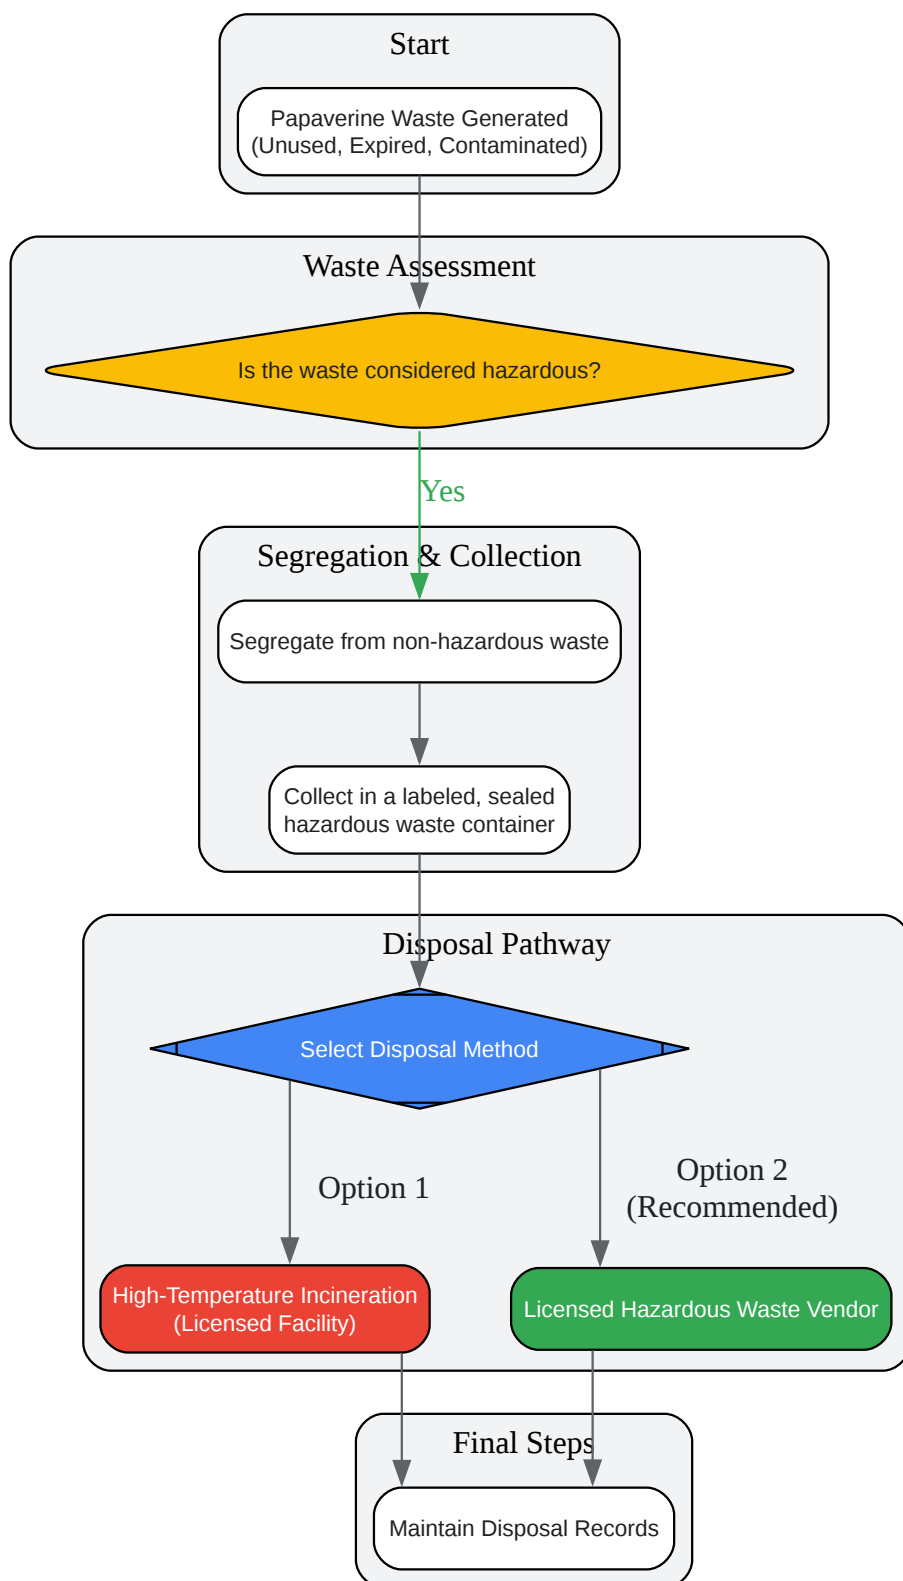 Start
Papaverine Waste Generated
(Unused, Expired, Contaminated)
Waste Assessment
Is the waste considered hazardous?
Yes
Segregation & Collection
Segregate from non-hazardous waste
Collect in a labeled, sealed
hazardous waste container
Disposal Pathway
Select Disposal Method
Option 1
Option 2
(Recommended)
High-Temperature Incineration
(Licensed Facility)
Licensed Hazardous Waste Vendor
Final Steps
Maintain Disposal Records